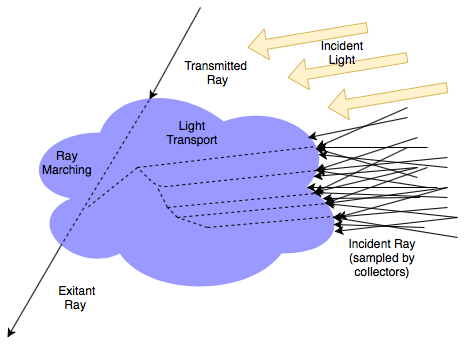 Incident
Light
Transmitted
Ray
Light
Transport
Ray
Marching
Incident Ray
(sampled by
collectors)
Exitant
Ray